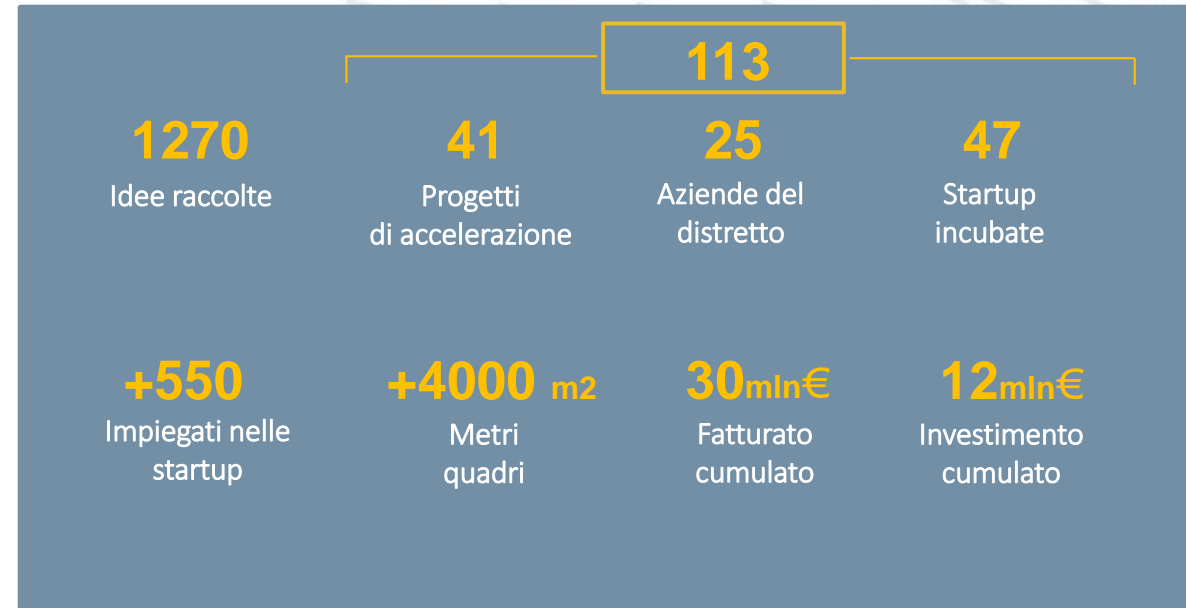 113
1270
41
25
47
Idee raccolte
Progetti
di accelerazione
Aziende del
distretto
Startup
incubate
+550
+4000 m2
30mln€
12mln€
Impiegati nelle
startup
Metri
quadri
Fatturato
cumulato
Investimento
cumulato